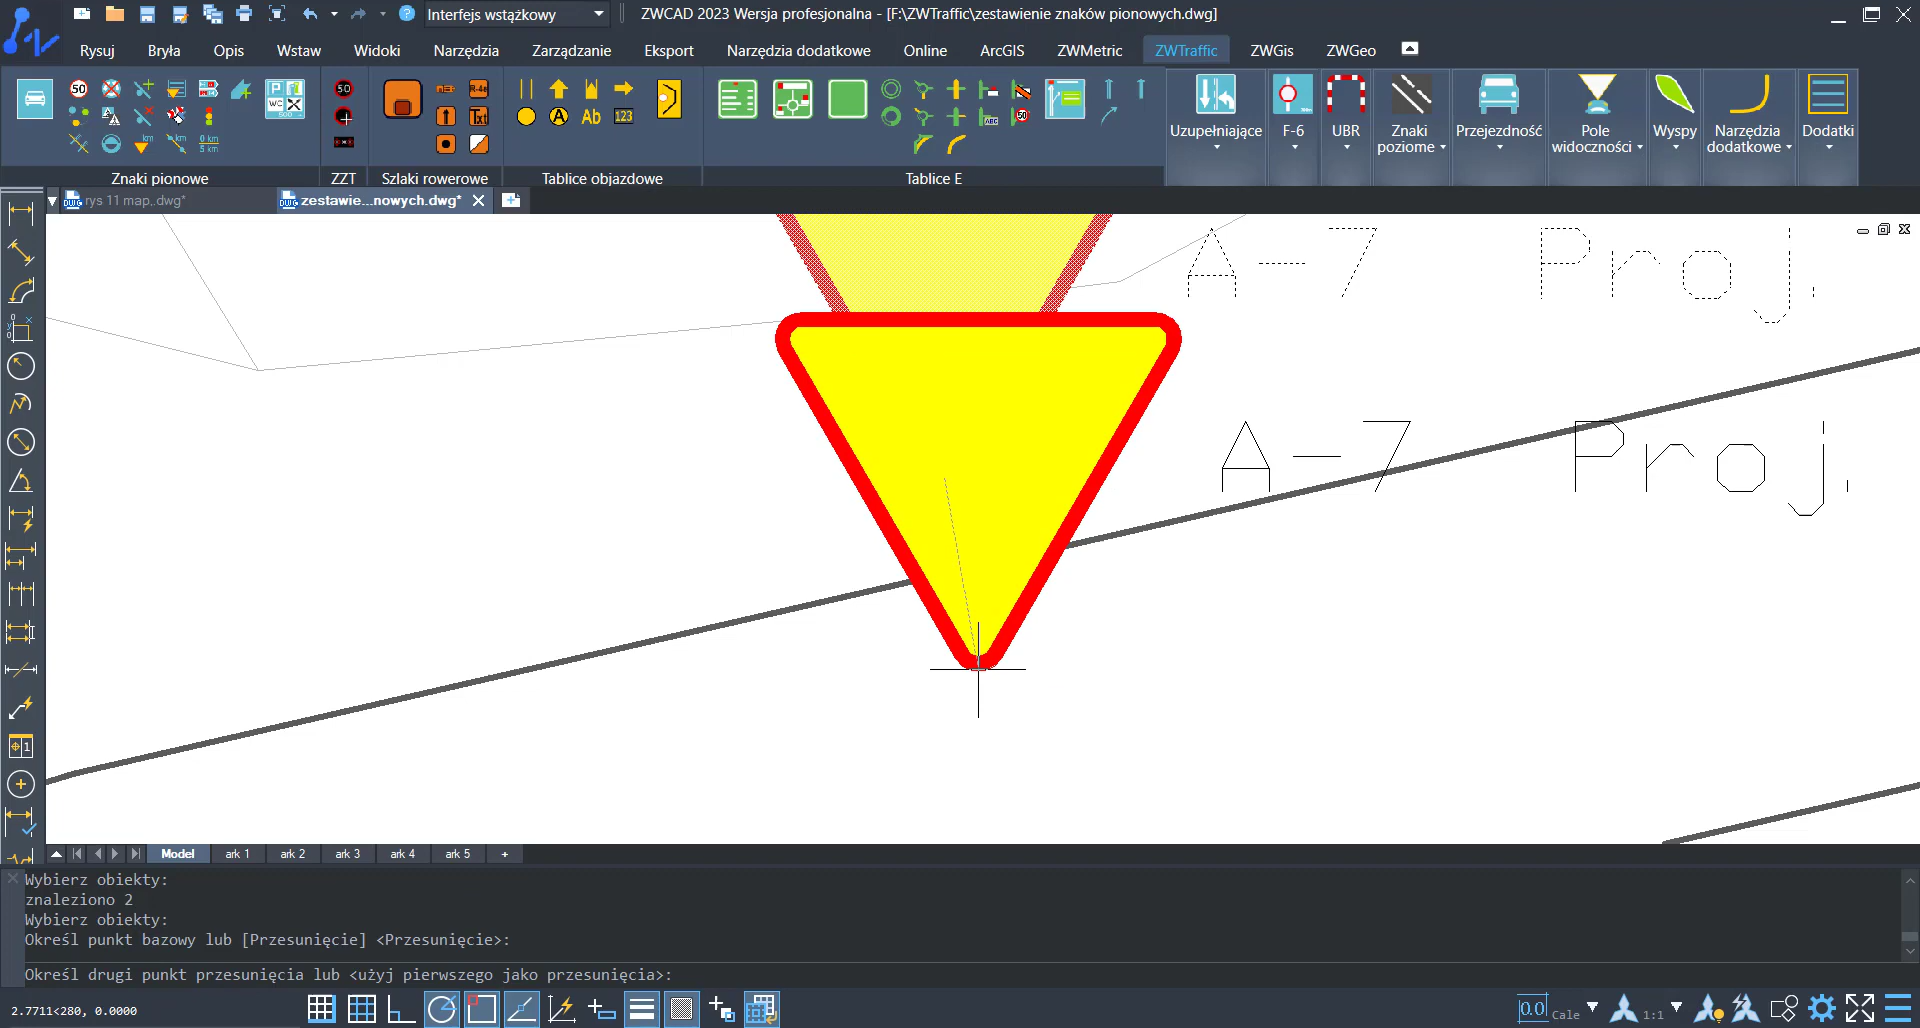 Interfejs wstążkowy
ZWCAD 2023 Wersja profesjonalna - [F:\ZWTraffic\zestawienie znaków pionowych.dwg]
Rysuj Bryła Opis Wstaw Widoki Narzędzia Zarządzanie Eksport Narzędzia dodatkowe Online ArcGIS ZWMetric ZWTraffic ZWGis ZWGeo
Znaki pionowe ZZT Szlaki rowerowe Tablice objazdowe Tablice E
Uzupełniające F-6 UBR Znaki poziome Przejezdność Pole widoczności Wyspy Narzędzia dodatkowe Dodatki
rys 11 map,.dwg* zestawie...nowych.dwg*
A-7 Proj.
A-7 Proj.
Model ark 1 ark 2 ark 3 ark 4 ark 5 +
Wybierz obiekty:
znaleziono 2
Wybierz obiekty:
Określ punkt bazowy lub [Przesunięcie] <Przesunięcie>:
Określ drugi punkt przesunięcia lub <użyj pierwszego jako przesunięcia>:
2.7711<280, 0.0000
0.0 Cale 1:1